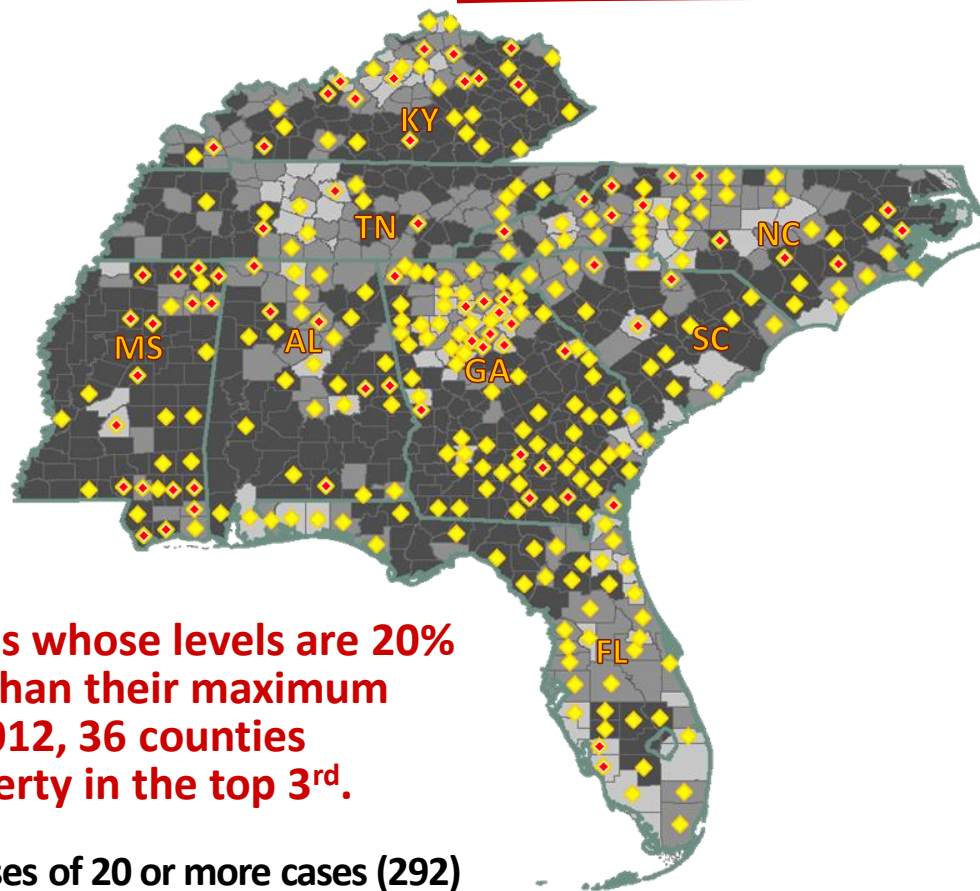 KY
TN
NC
MS
AL
GA
SC
FL
s whose levels are 20%
han their maximum
012, 36 counties
erty in the top 3rd.
ses of 20 or more cases (292)